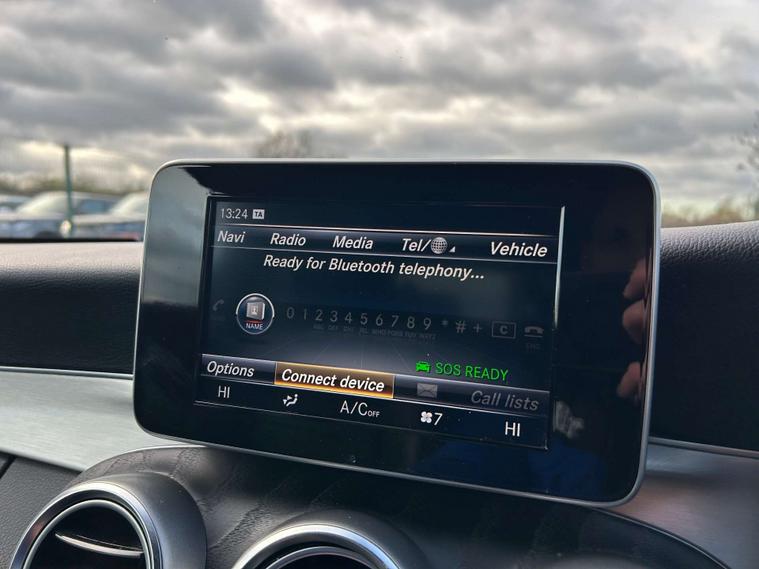 13:24 TA
Navi Radio Media Tel/ Vehicle
Ready for Bluetooth telephony...
NAME 0 1 2 3 4 5 6 7 8 9 * # + C
SOS READY
Options Connect device Call lists
HI A/C OFF 7 HI